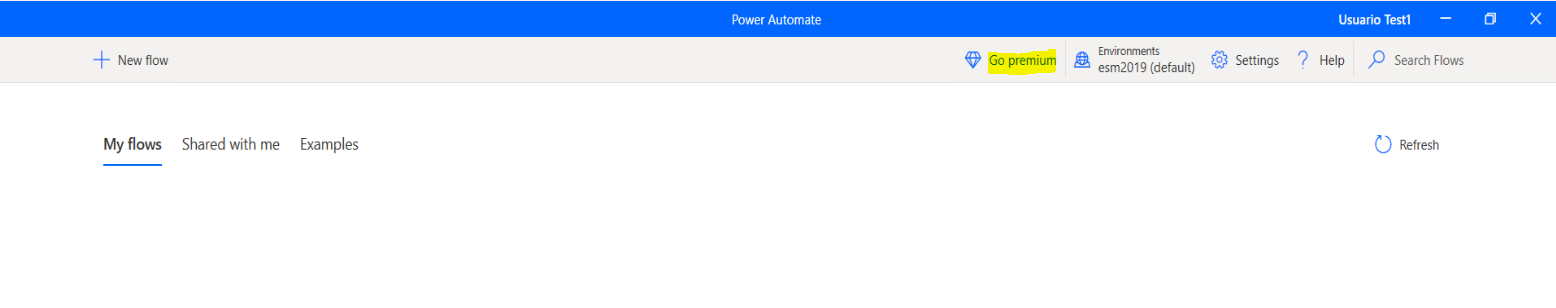 Power Automate
Usuario Test1
New flow
Go premium
Environments
esm2019 (default)
Settings
Help
Search Flows
My flows
Shared with me
Examples
Refresh